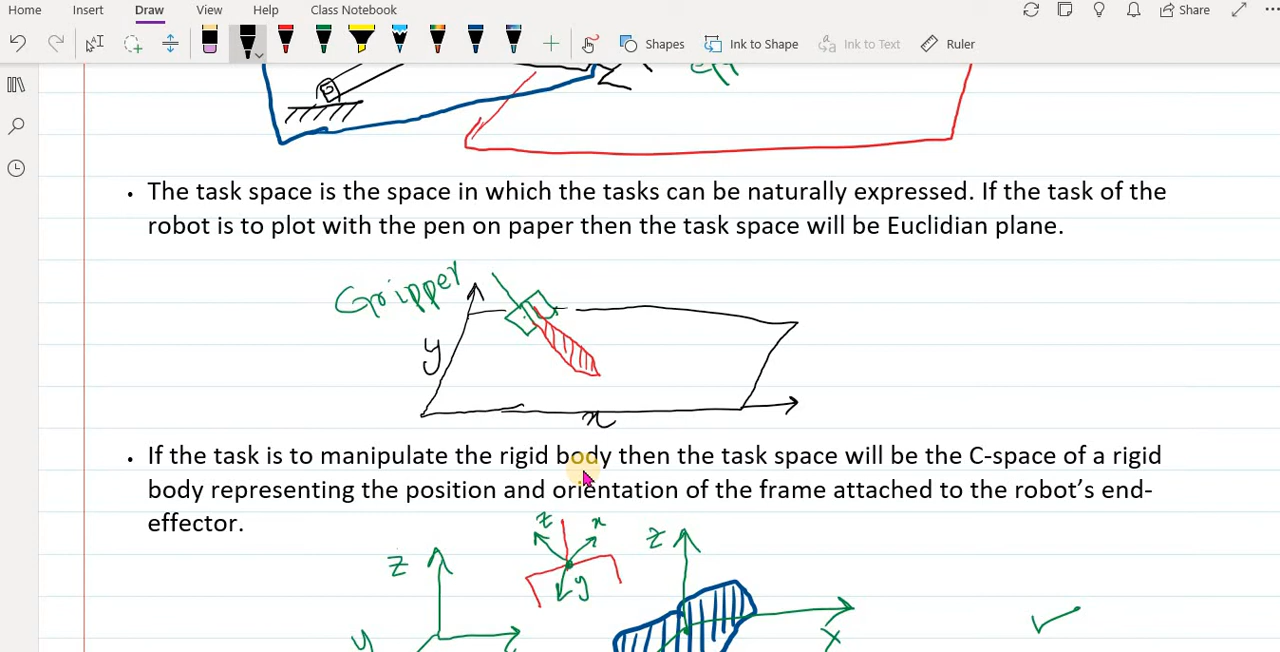 Home Insert Draw View Help Class Notebook Share
Shapes Ink to Shape Ink to Text Ruler
The task space is the space in which the tasks can be naturally expressed. If the task of the
robot is to plot with the pen on paper then the task space will be Euclidian plane.
Gripper
y
x
If the task is to manipulate the rigid body then the task space will be the C-space of a rigid
body representing the position and orientation of the frame attached to the robot's end-
effector.
z x z
z
y
x
y